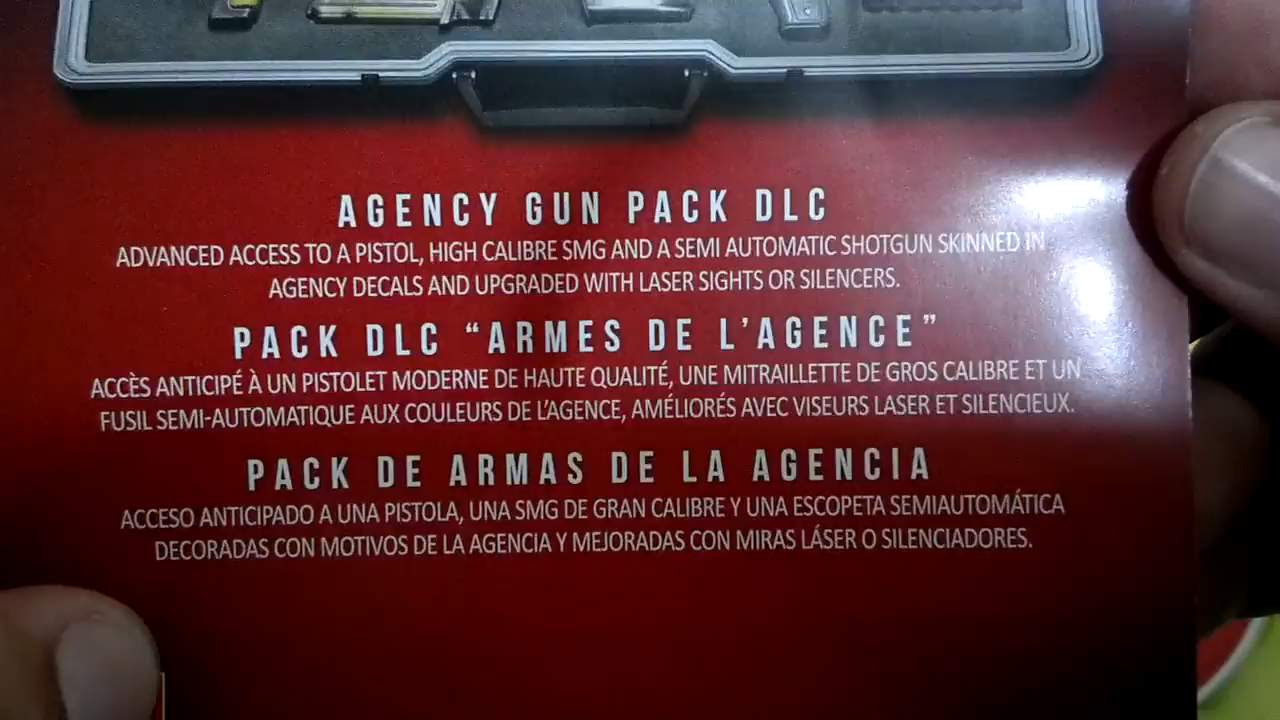 AGENCY GUN PACK DLC
ADVANCED ACCESS TO A PISTOL, HIGH CALIBRE SMG AND A SEMI AUTOMATIC SHOTGUN SKINNED IN
AGENCY DECALS AND UPGRADED WITH LASER SIGHTS OR SILENCERS.
PACK DLC “ARMES DE L’AGENCE”
ACCÈS ANTICIPÉ À UN PISTOLET MODERNE DE HAUTE QUALITÉ, UNE MITRAILLETTE DE GROS CALIBRE ET UN
FUSIL SEMI-AUTOMATIQUE AUX COULEURS DE L’AGENCE, AMÉLIORÉS AVEC VISEURS LASER ET SILENCIEUX.
PACK DE ARMAS DE LA AGENCIA
ACCESO ANTICIPADO A UNA PISTOLA, UNA SMG DE GRAN CALIBRE Y UNA ESCOPETA SEMIAUTOMÁTICA
DECORADAS CON MOTIVOS DE LA AGENCIA Y MEJORADAS CON MIRAS LÁSER O SILENCIADORES.